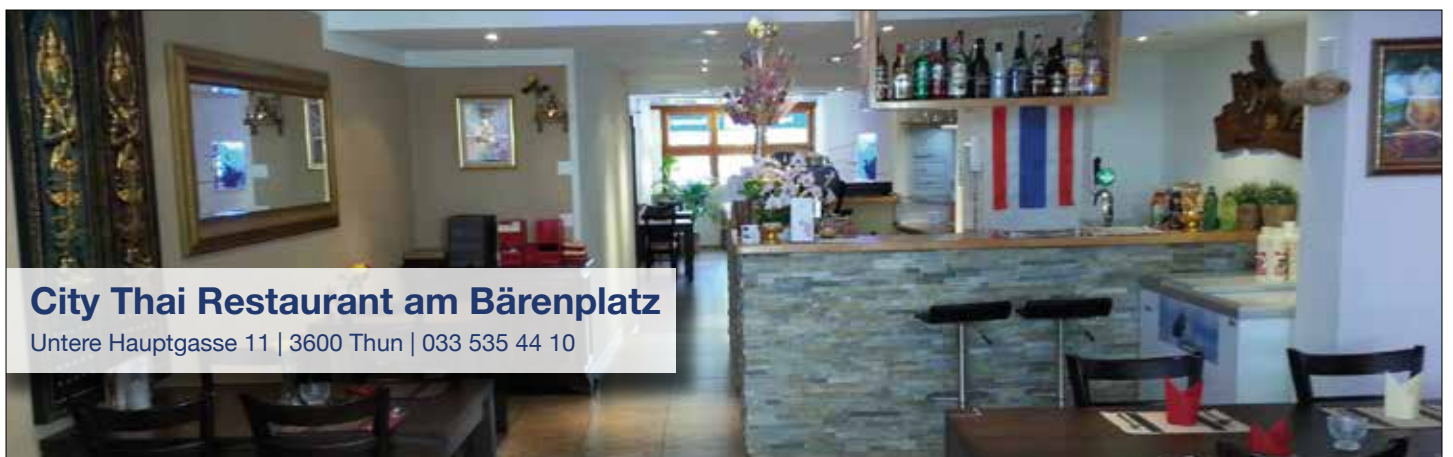 City Thai Restaurant am Bärenplatz
Untere Hauptgasse 11 | 3600 Thun | 033 535 44 10